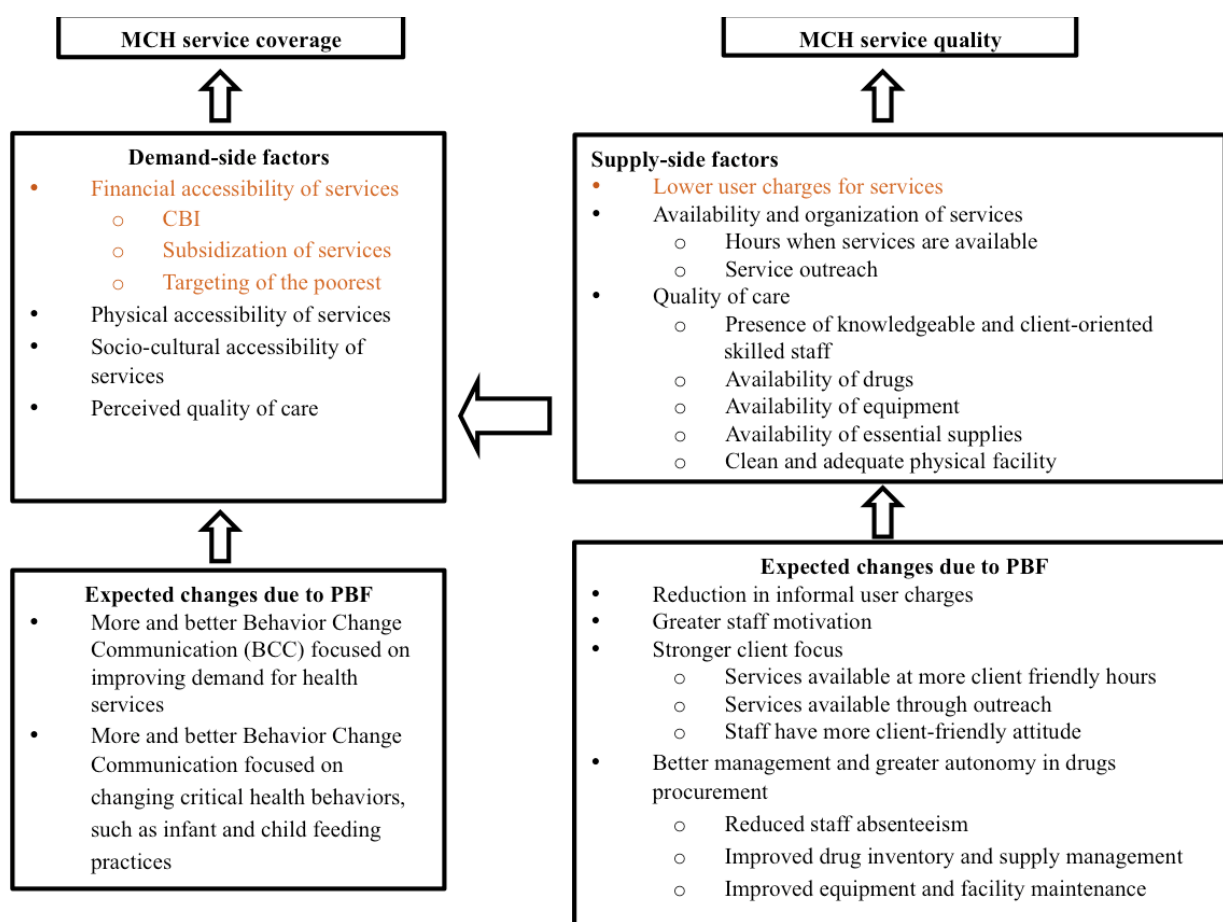 MCH service coverage
MCH service quality
Demand-side factors
• Financial accessibility of services
o CBI
o Subsidization of services
o Targeting of the poorest
• Physical accessibility of services
• Socio-cultural accessibility of
services
• Perceived quality of care
Supply-side factors
• Lower user charges for services
• Availability and organization of services
o Hours when services are available
o Service outreach
• Quality of care
o Presence of knowledgeable and client-oriented
skilled staff
o Availability of drugs
o Availability of equipment
o Availability of essential supplies
o Clean and adequate physical facility
Expected changes due to PBF
• More and better Behavior Change
Communication (BCC) focused on
improving demand for health
services
• More and better Behavior Change
Communication focused on
changing critical health behaviors,
such as infant and child feeding
practices
Expected changes due to PBF
• Reduction in informal user charges
• Greater staff motivation
• Stronger client focus
o Services available at more client friendly hours
o Services available through outreach
o Staff have more client-friendly attitude
• Better management and greater autonomy in drugs
procurement
o Reduced staff absenteeism
o Improved drug inventory and supply management
o Improved equipment and facility maintenance